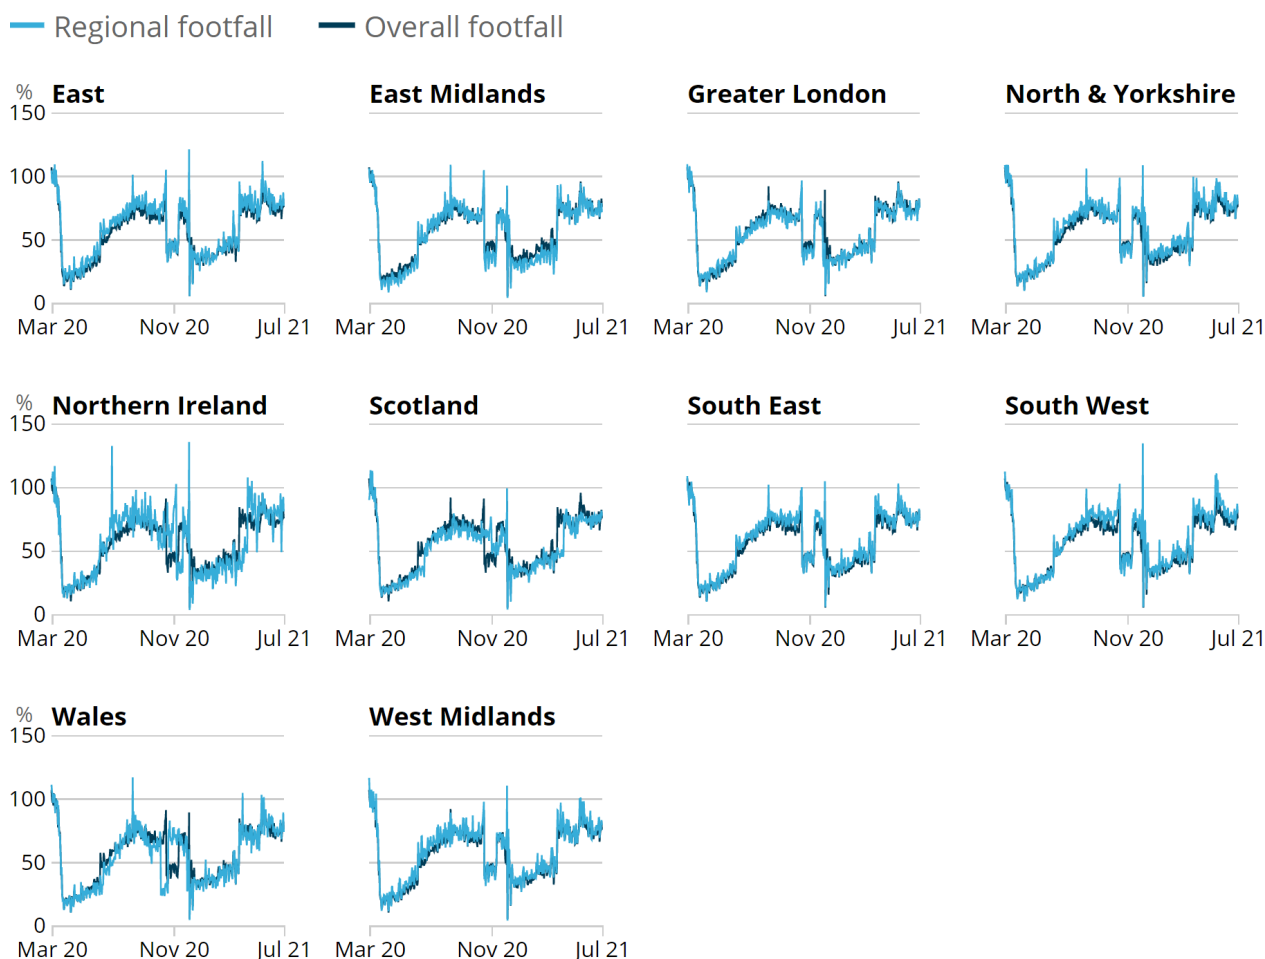 Regional footfall Overall footfall
% East East Midlands Greater London North & Yorkshire
150
100
50
0
Mar 20 Nov 20 Jul 21 Mar 20 Nov 20 Jul 21 Mar 20 Nov 20 Jul 21 Mar 20 Nov 20 Jul 21
% Northern Ireland Scotland South East South West
150
100
50
0
Mar 20 Nov 20 Jul 21 Mar 20 Nov 20 Jul 21 Mar 20 Nov 20 Jul 21 Mar 20 Nov 20 Jul 21
% Wales West Midlands
150
100
50
0
Mar 20 Nov 20 Jul 21 Mar 20 Nov 20 Jul 21